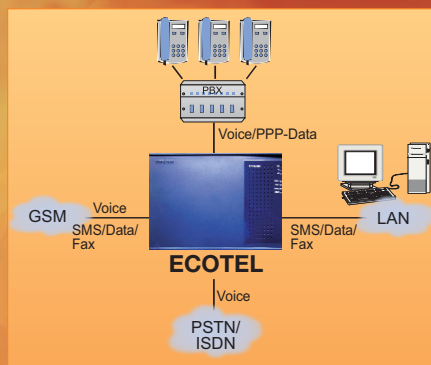 PBX
Voice/PPP-Data
GSM
Voice
SMS/Data/
Fax
SMS/Data/
Fax
LAN
ECOTEL
Voice
PSTN/
ISDN